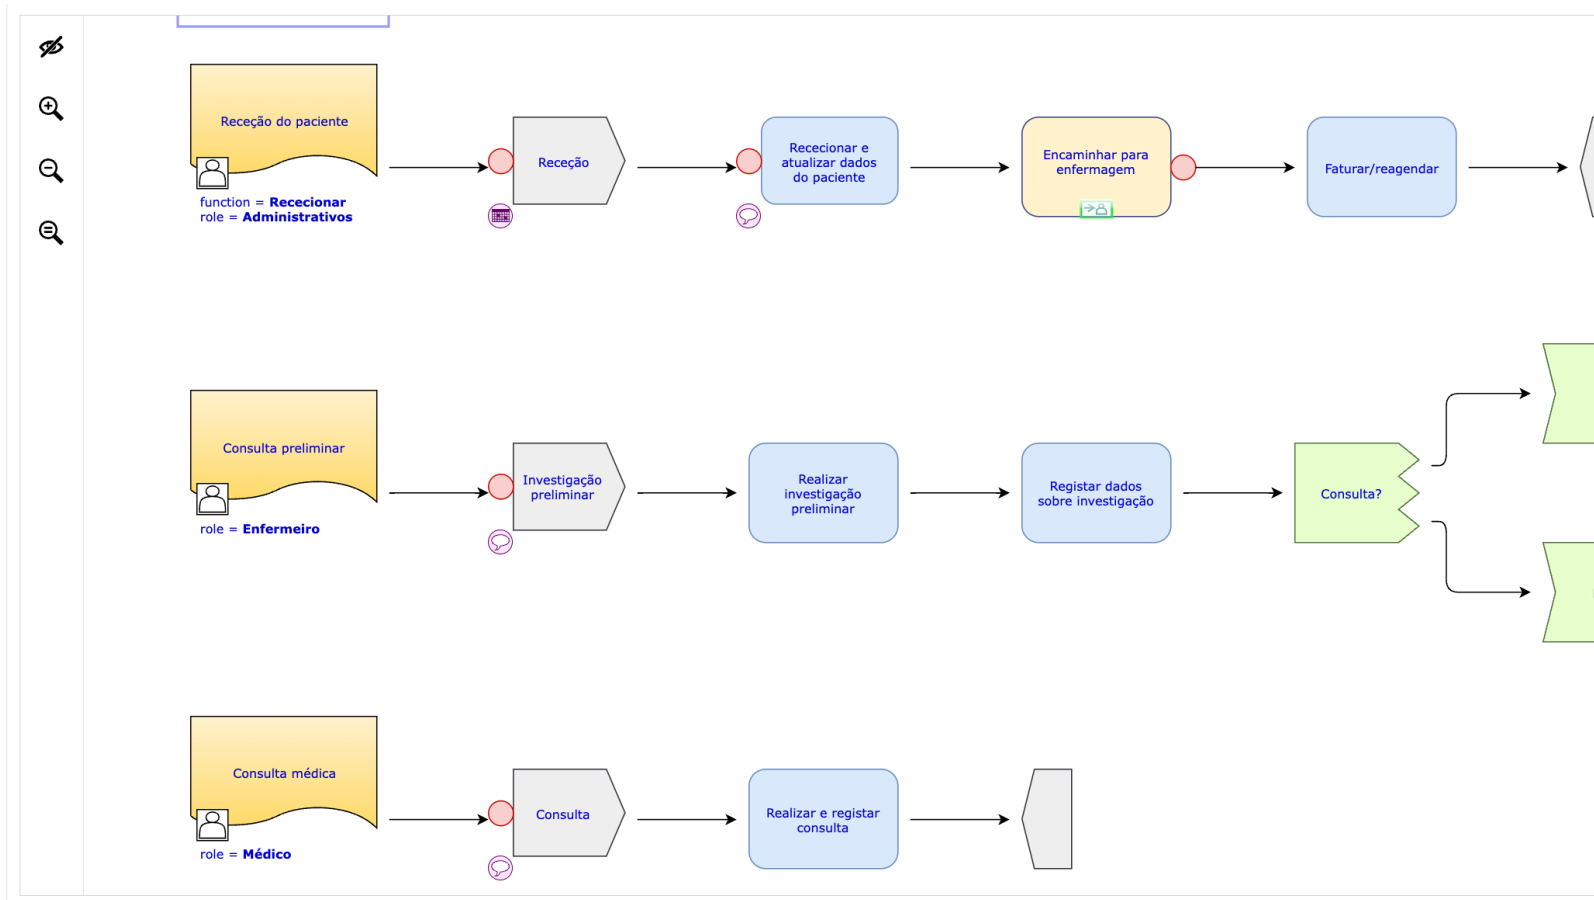 Receção do paciente
function = Rececionar
role = Administrativos
Receção
Rececionar e
atualizar dados
do paciente
Encaminhar para
enfermagem
Faturar/reagendar
Consulta preliminar
role = Enfermeiro
Investigação
preliminar
Realizar
investigação
preliminar
Registar dados
sobre investigação
Consulta?
Consulta médica
role = Médico
Consulta
Realizar e registar
consulta